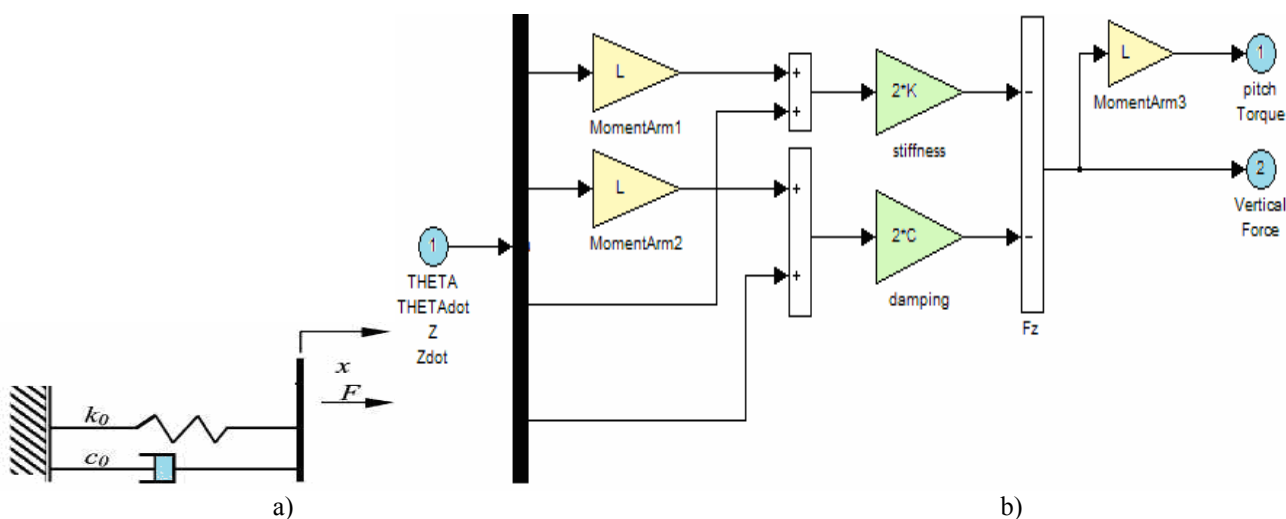 L
MomentArm1
+
+
2*K
stiffness
-
L
MomentArm3
1
pitch
Torque
L
MomentArm2
+
+
2*C
damping
-
Fz
2
Vertical
Force
1
THETA
THETAdot
Z
Zdot
x
F
k0
c0
a)
b)